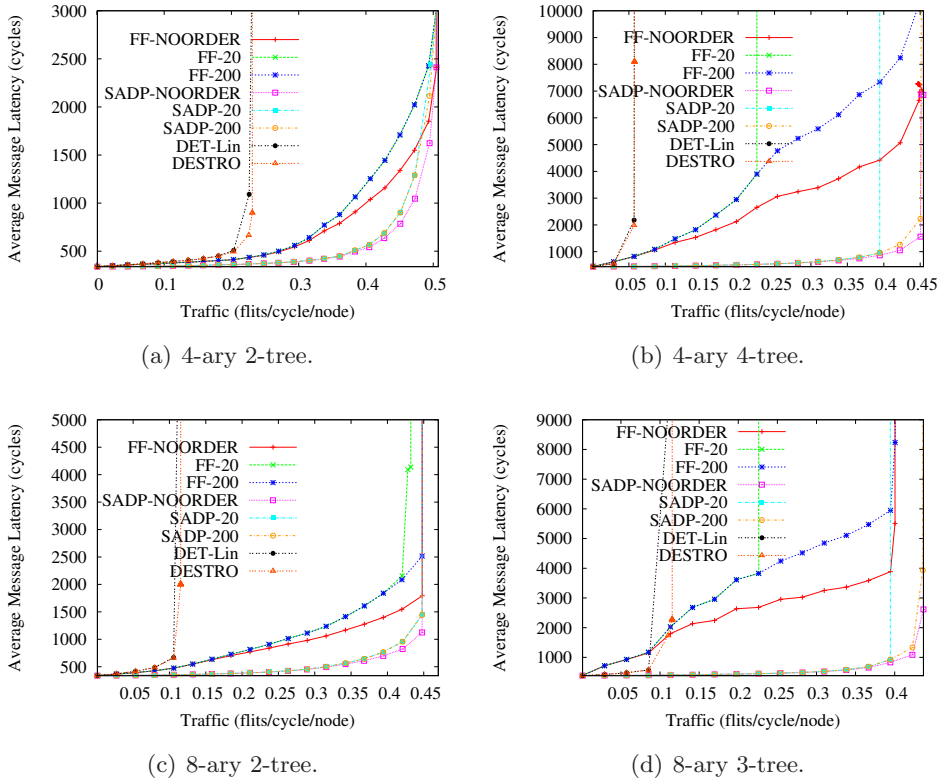 3000
2500
2000
1500
1000
500
0
0.1
0.2
0.3
0.4
0.5
Average Message Latency (cycles)
Traffic (flits/cycle/node)
FF-NOORDER
FF-20
FF-200
SADP-NOORDER
SADP-20
SADP-200
DET-Lin
DESTRO
(a) 4-ary 2-tree.
10000
9000
8000
7000
6000
5000
4000
3000
2000
1000
0.05
0.1
0.15
0.2
0.25
0.3
0.35
0.4
0.45
Average Message Latency (cycles)
Traffic (flits/cycle/node)
FF-NOORDER
FF-20
FF-200
SADP-NOORDER
SADP-20
SADP-200
DET-Lin
DESTRO
(b) 4-ary 4-tree.
5000
4500
4000
3500
3000
2500
2000
1500
1000
500
0.05
0.1
0.15
0.2
0.25
0.3
0.35
0.4
0.45
Average Message Latency (cycles)
Traffic (flits/cycle/node)
FF-NOORDER
FF-20
FF-200
SADP-NOORDER
SADP-20
SADP-200
DET-Lin
DESTRO
(c) 8-ary 2-tree.
9000
8000
7000
6000
5000
4000
3000
2000
1000
0.05
0.1
0.15
0.2
0.25
0.3
0.35
0.4
Average Message Latency (cycles)
Traffic (flits/cycle/node)
FF-NOORDER
FF-20
FF-200
SADP-NOORDER
SADP-20
SADP-200
DET-Lin
DESTRO
(d) 8-ary 3-tree.